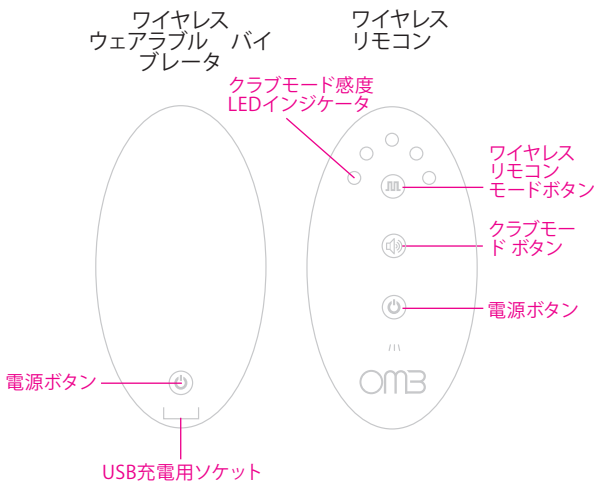 ワイヤレス
ウェアラブル　バイ
ブレータ
ワイヤレス
リモコン
クラブモード感度
LEDインジケータ
ワイヤレス
リモコン
モードボタン
クラブモー
ド ボタン
電源ボタン
OMB
電源ボタン
USB充電用ソケット